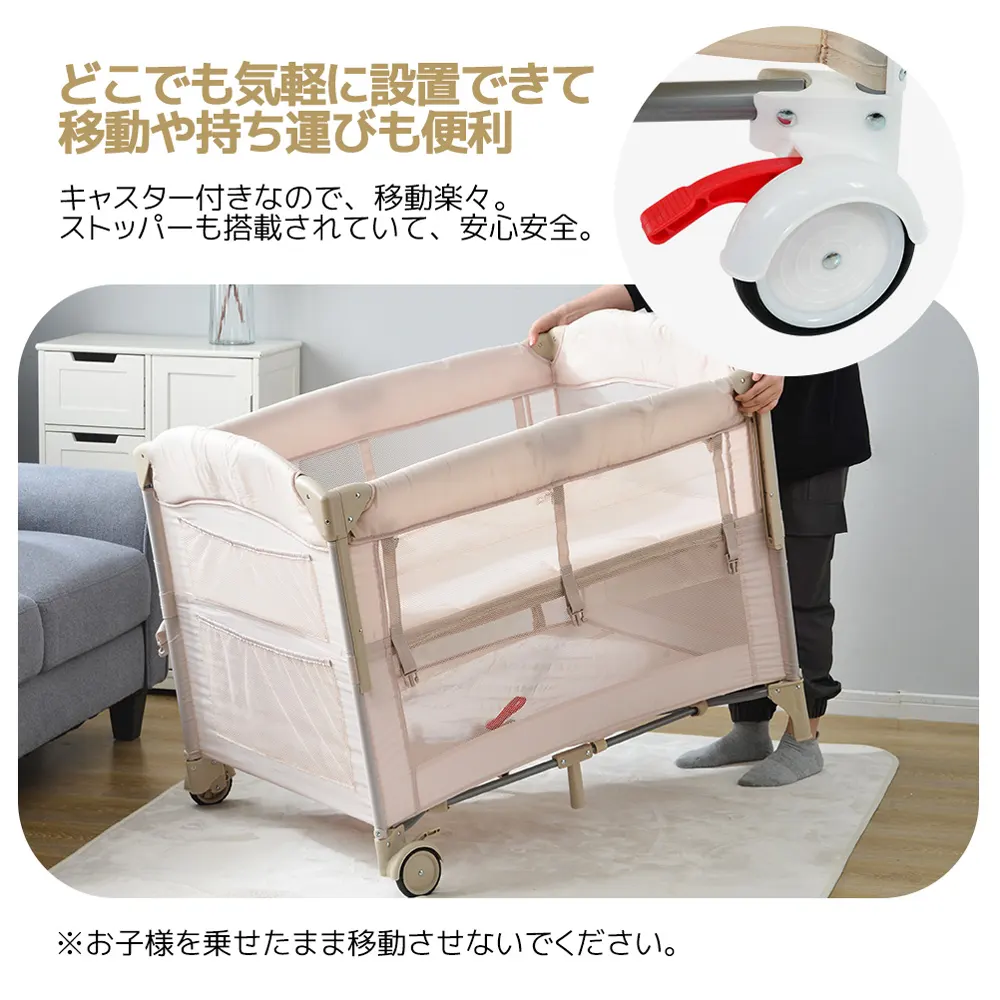 どこでも気軽に設置できて
移動や持ち運びも便利
キャスター付きなので、移動楽々。
ストッパーも搭載されていて、安心安全。
※お子様を乗せたまま移動させないでください。